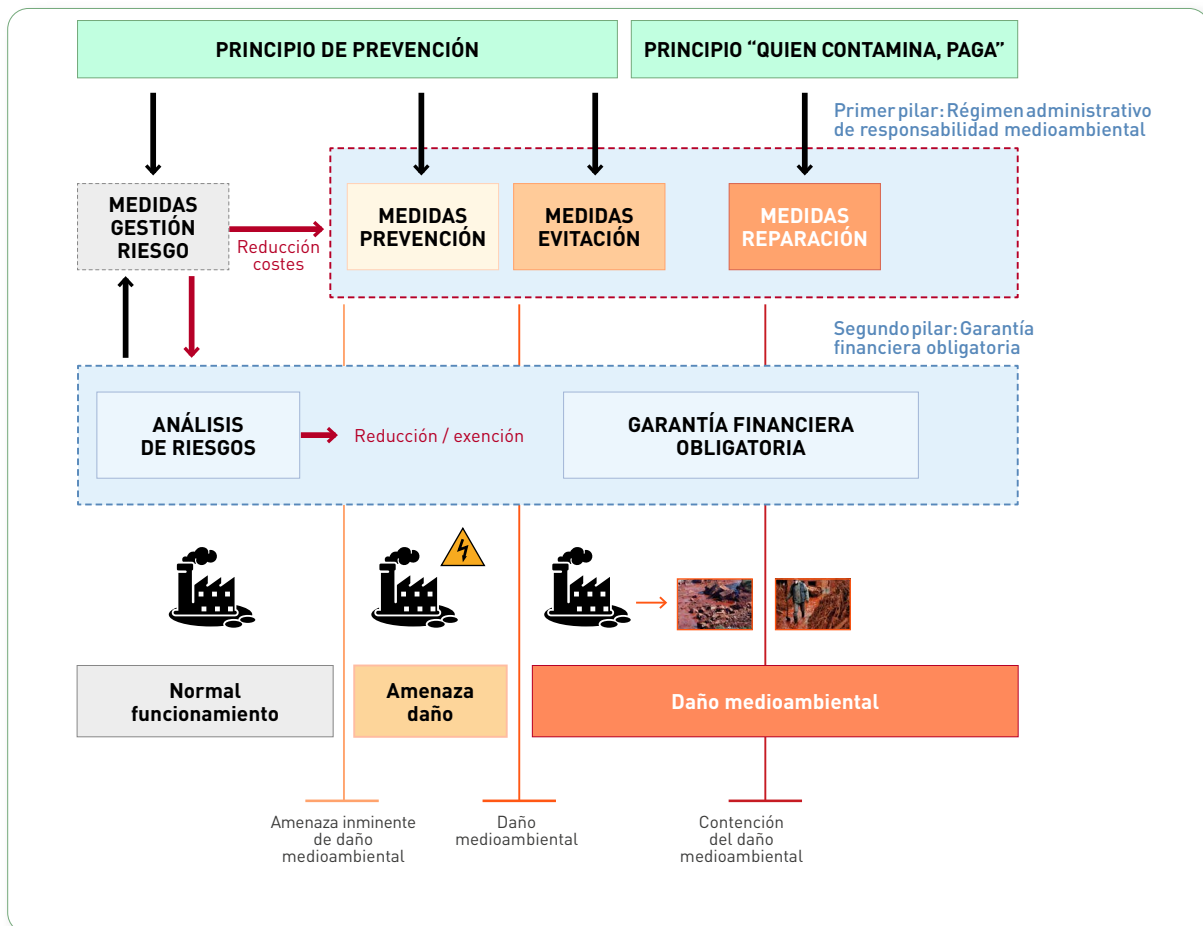 PRINCIPIO DE PREVENCIÓN
PRINCIPIO “QUIEN CONTAMINA, PAGA”
Primer pilar: Régimen administrativo
de responsabilidad medioambiental
MEDIDAS
GESTIÓN
RIESGO
Reducción
costes
MEDIDAS
PREVENCIÓN
MEDIDAS
EVITACIÓN
MEDIDAS
REPARACIÓN
Segundo pilar: Garantía
financiera obligatoria
ANÁLISIS
DE RIESGOS
Reducción / exención
GARANTÍA FINANCIERA
OBLIGATORIA
Normal
funcionamiento
Amenaza
daño
Daño medioambiental
Amenaza inminente
de daño
medioambiental
Daño
medioambiental
Contención
del daño
medioambiental